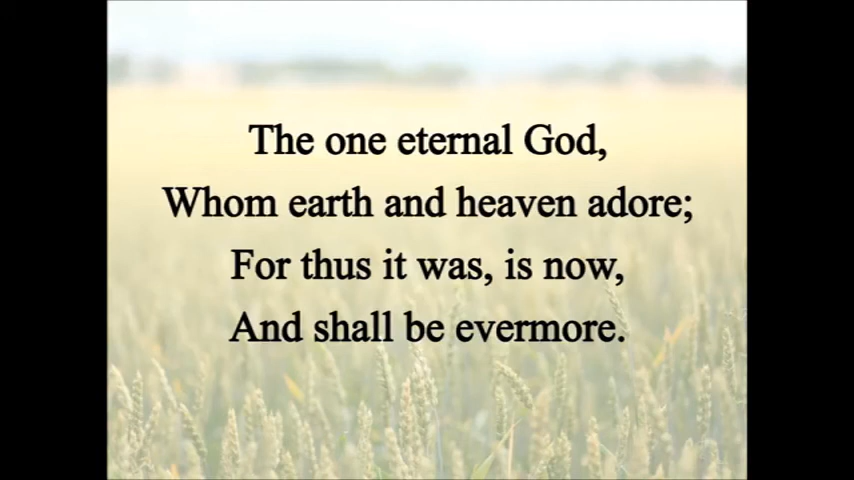 The one eternal God,
Whom earth and heaven adore;
For thus it was, is now,
And shall be evermore.